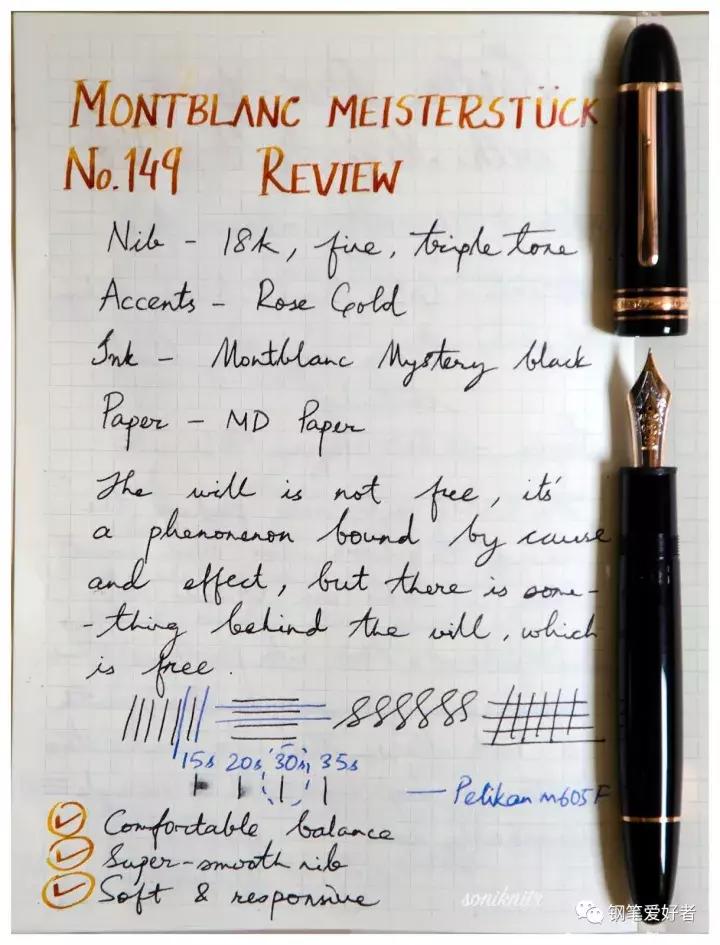 MONTBLANC MEISTERSTÜCK
No.149 REVIEW
Nib - 18k, fine, triple tone
Accents - Rose Gold
Ink - Montblanc Mystery black
Paper - MD Paper
The will is not free, it's
a phenonenon bound by cause
and effect, but there is some-
-thing behind the will, which
is free.
15s 20s 30s 35s
— Pelikan m605F
Comfortable balance
Super-smooth nib
Soft & responsive
soniknitr
钢笔爱好者